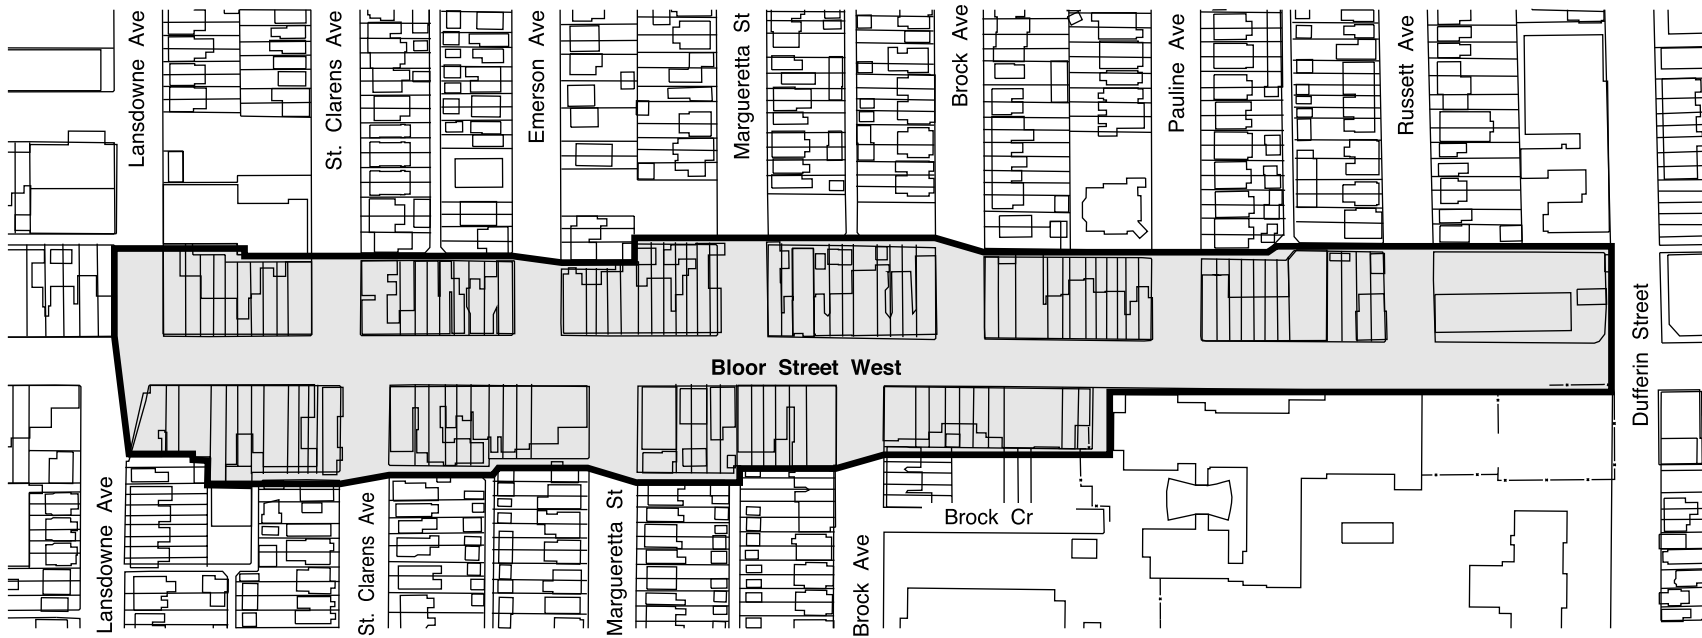 Lansdowne Ave
St. Clarens Ave
Emerson Ave
Margueretta St
Brock Ave
Pauline Ave
Russett Ave
Bloor Street West
Dufferin Street
Lansdowne Ave
St. Clarens Ave
Margueretta St
Brock Ave
Brock Cr